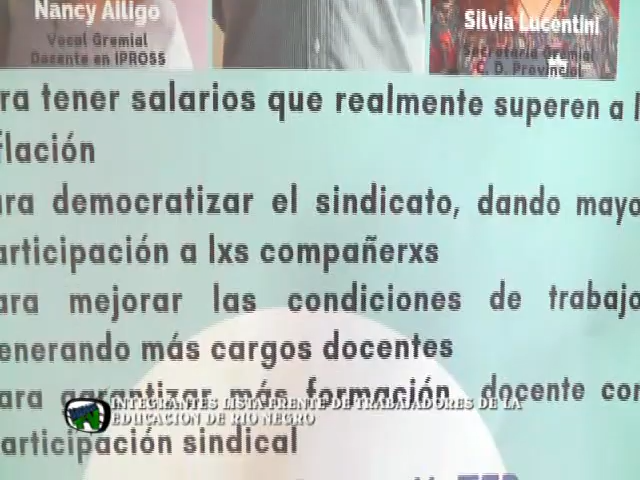 Nancy Alligo
Vocal Gremial
Docente en IPROSS
Silvia Lucentini
Secretaria Gremial
C. D. Provincial
ra tener salarios que realmente superen a l
flación
ara democratizar el sindicato, dando mayo
articipación a lxs compañerxs
ara mejorar las condiciones de trabajo
enerando más cargos docentes
ara garantizar más formación docente con
articipación sindical
INTEGRANTES LISTA FRENTE DE TRABAJADORES DE LA
EDUCACION DE RIO NEGRO